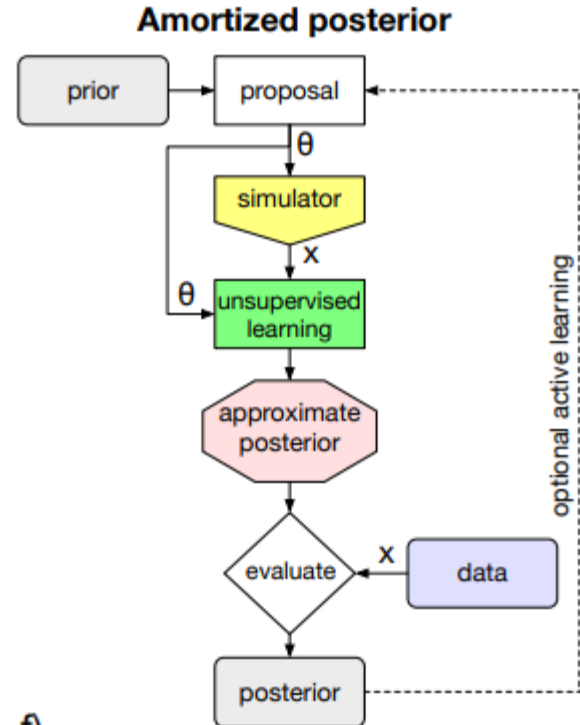 Amortized posterior
prior
proposal
θ
simulator
x
θ
unsupervised
learning
approximate
posterior
evaluate
x
data
posterior
optional active learning
f)